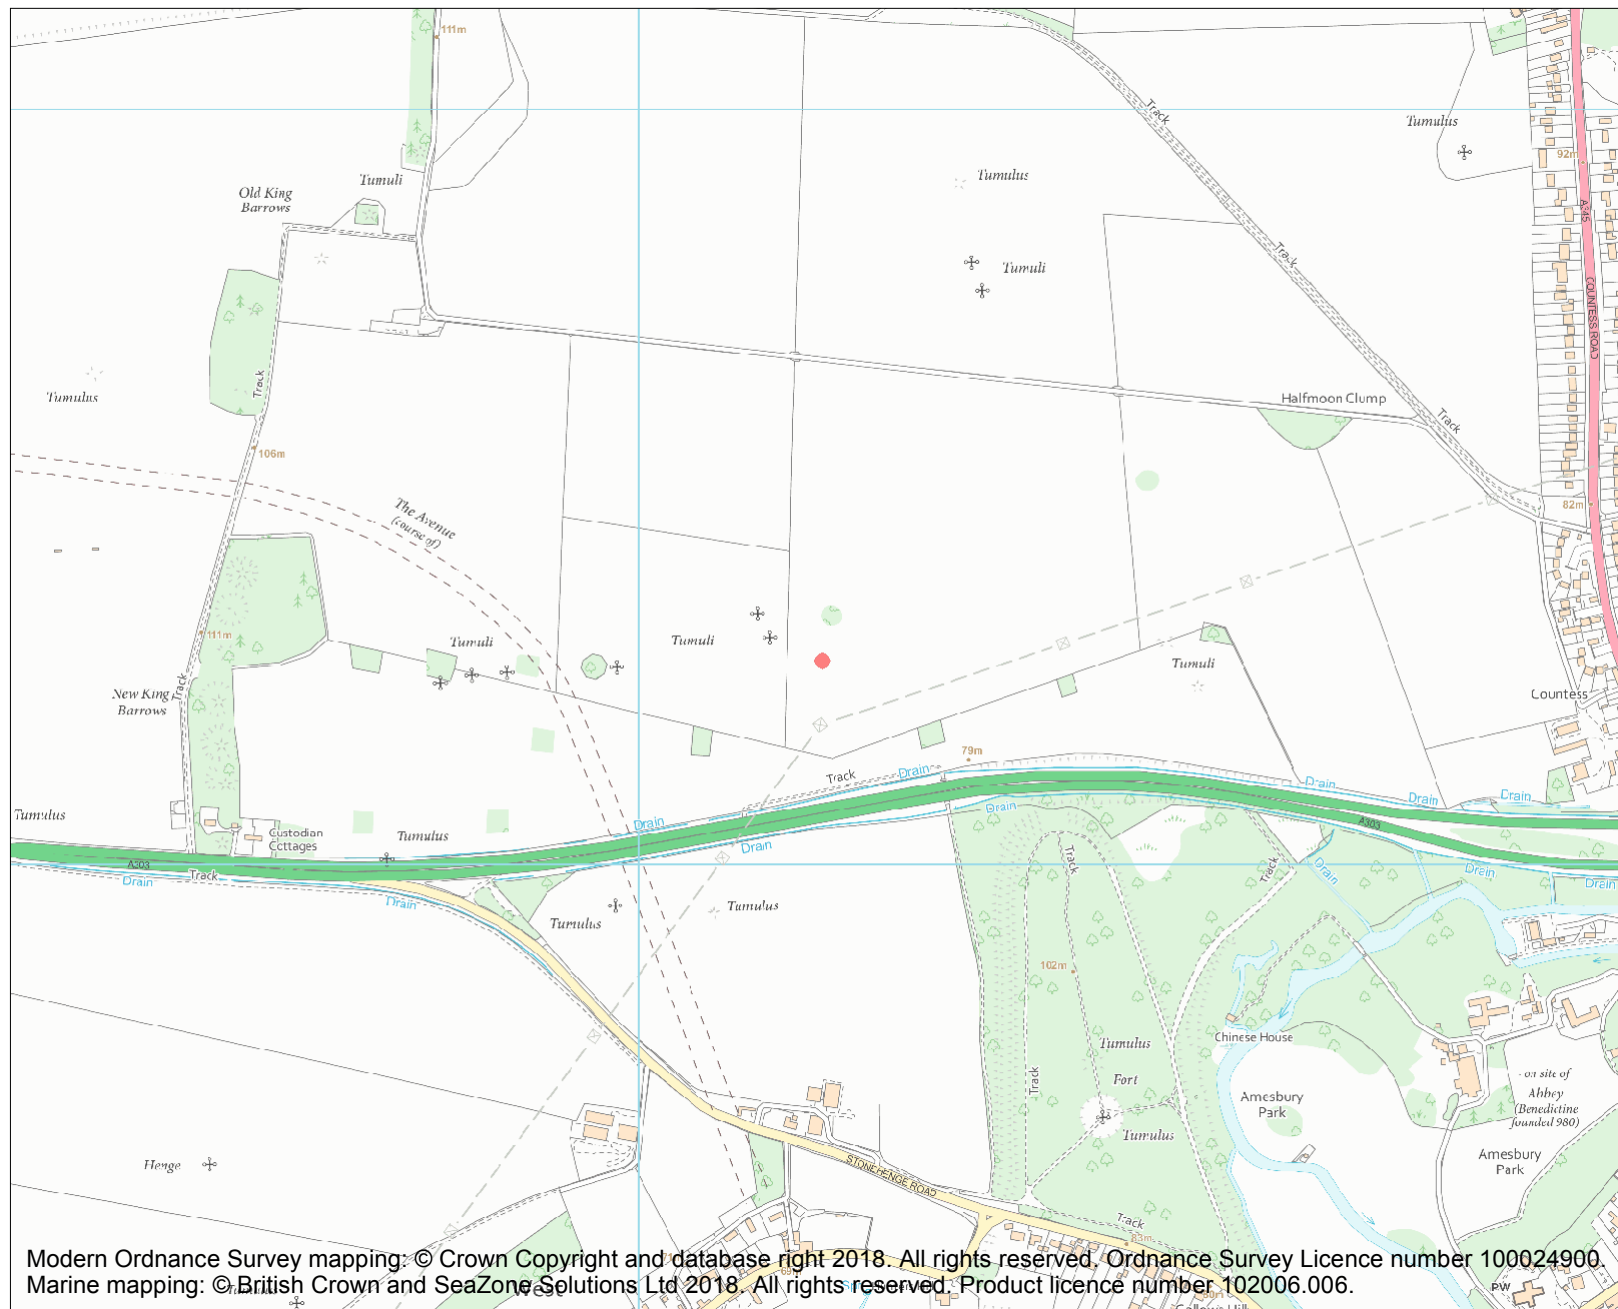 111m
Track
Tumulus
92m
Tumuli
Tumulus
Old King
Barrows
A345
Track
Tumuli
COUNTESS ROAD
Track
Tumulus
Halfmoon Clump
Track
106m
The Avenue
(course of)
82m
111m
Tumuli
Tumuli
Tumuli
New King
Barrows
Track
Countess
79m
Track
Drain
Drain
Drain
Drain
Drain
Tumulus
Drain
Custodian
Cottages
Tumulus
Drain
A303
A303
Track
Drain
Drain
Track
Track
Drain
Drain
Drain
Tumulus
Tumulus
102m
Chinese House
Tumulus
Fort
Track
on site of
Abbey
(Benedictine
founded 980)
Amesbury
Park
Tumulus
Henge
Amesbury
Park
STONEHENGE ROAD
Track
83m
Modern Ordnance Survey mapping: © Crown Copyright and database right 2018. All rights reserved. Ordnance Survey Licence number 100024900.
Marine mapping: © British Crown and SeaZone Solutions Ltd 2018. All rights reserved. Product licence number 102006.006.
West
Tumulus
PW